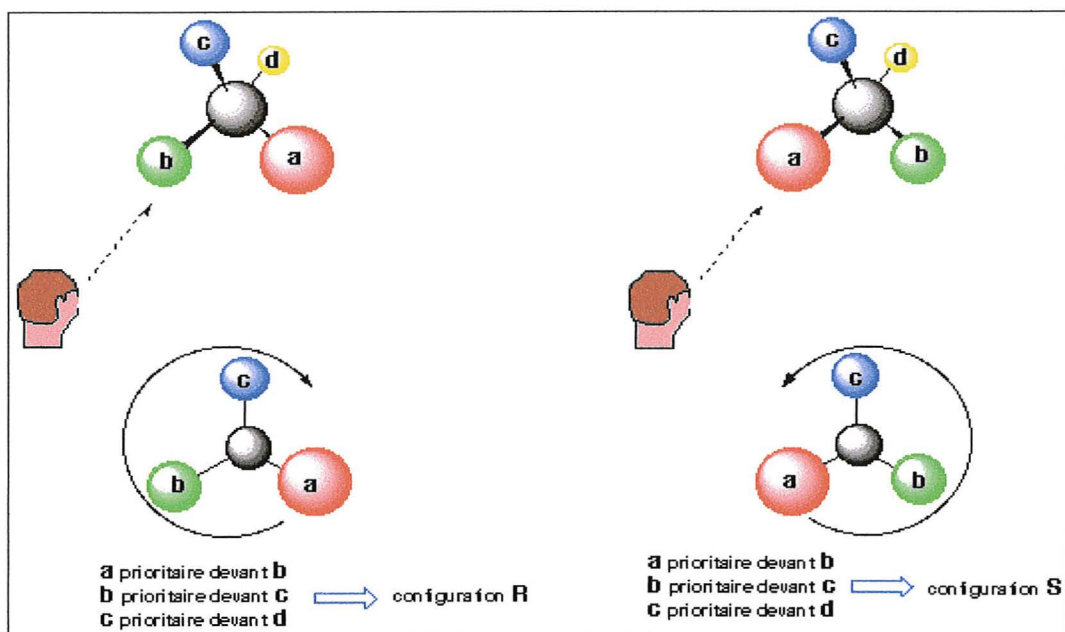 c
d
b
a
c
d
a
b
c
b
a
c
a
b
a prioritaire devant b
b prioritaire devant c
c prioritaire devant d
configuration R
a prioritaire devant b
b prioritaire devant c
c prioritaire devant d
configuration S